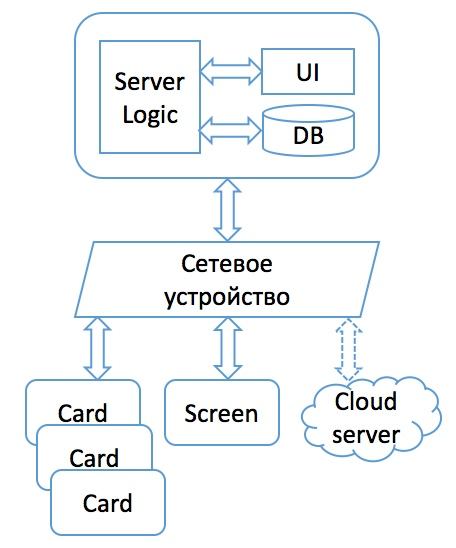 Server
Logic
UI
DB
Сетевое
устройство
Card
Card
Card
Screen
Cloud
server